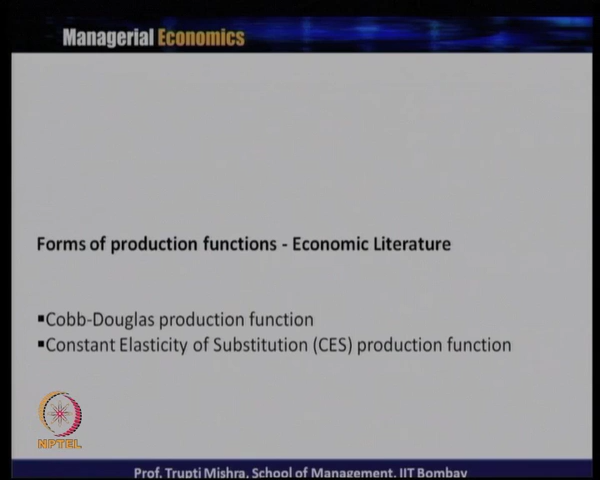 Managerial Economics
Forms of production functions - Economic Literature
▪Cobb-Douglas production function
▪Constant Elasticity of Substitution (CES) production function
NPTEL
Prof. Trupti Mishra, School of Management, IIT Bombay